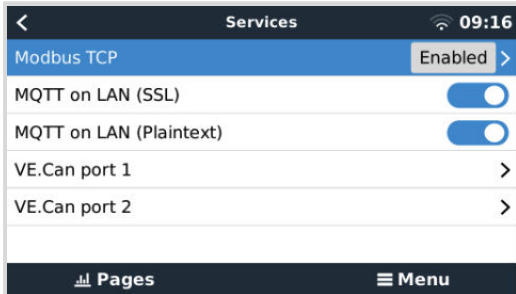 Services 09:16
Modbus TCP Enabled
MQTT on LAN (SSL)
MQTT on LAN (Plaintext)
VE.Can port 1
VE.Can port 2
Pages Menu